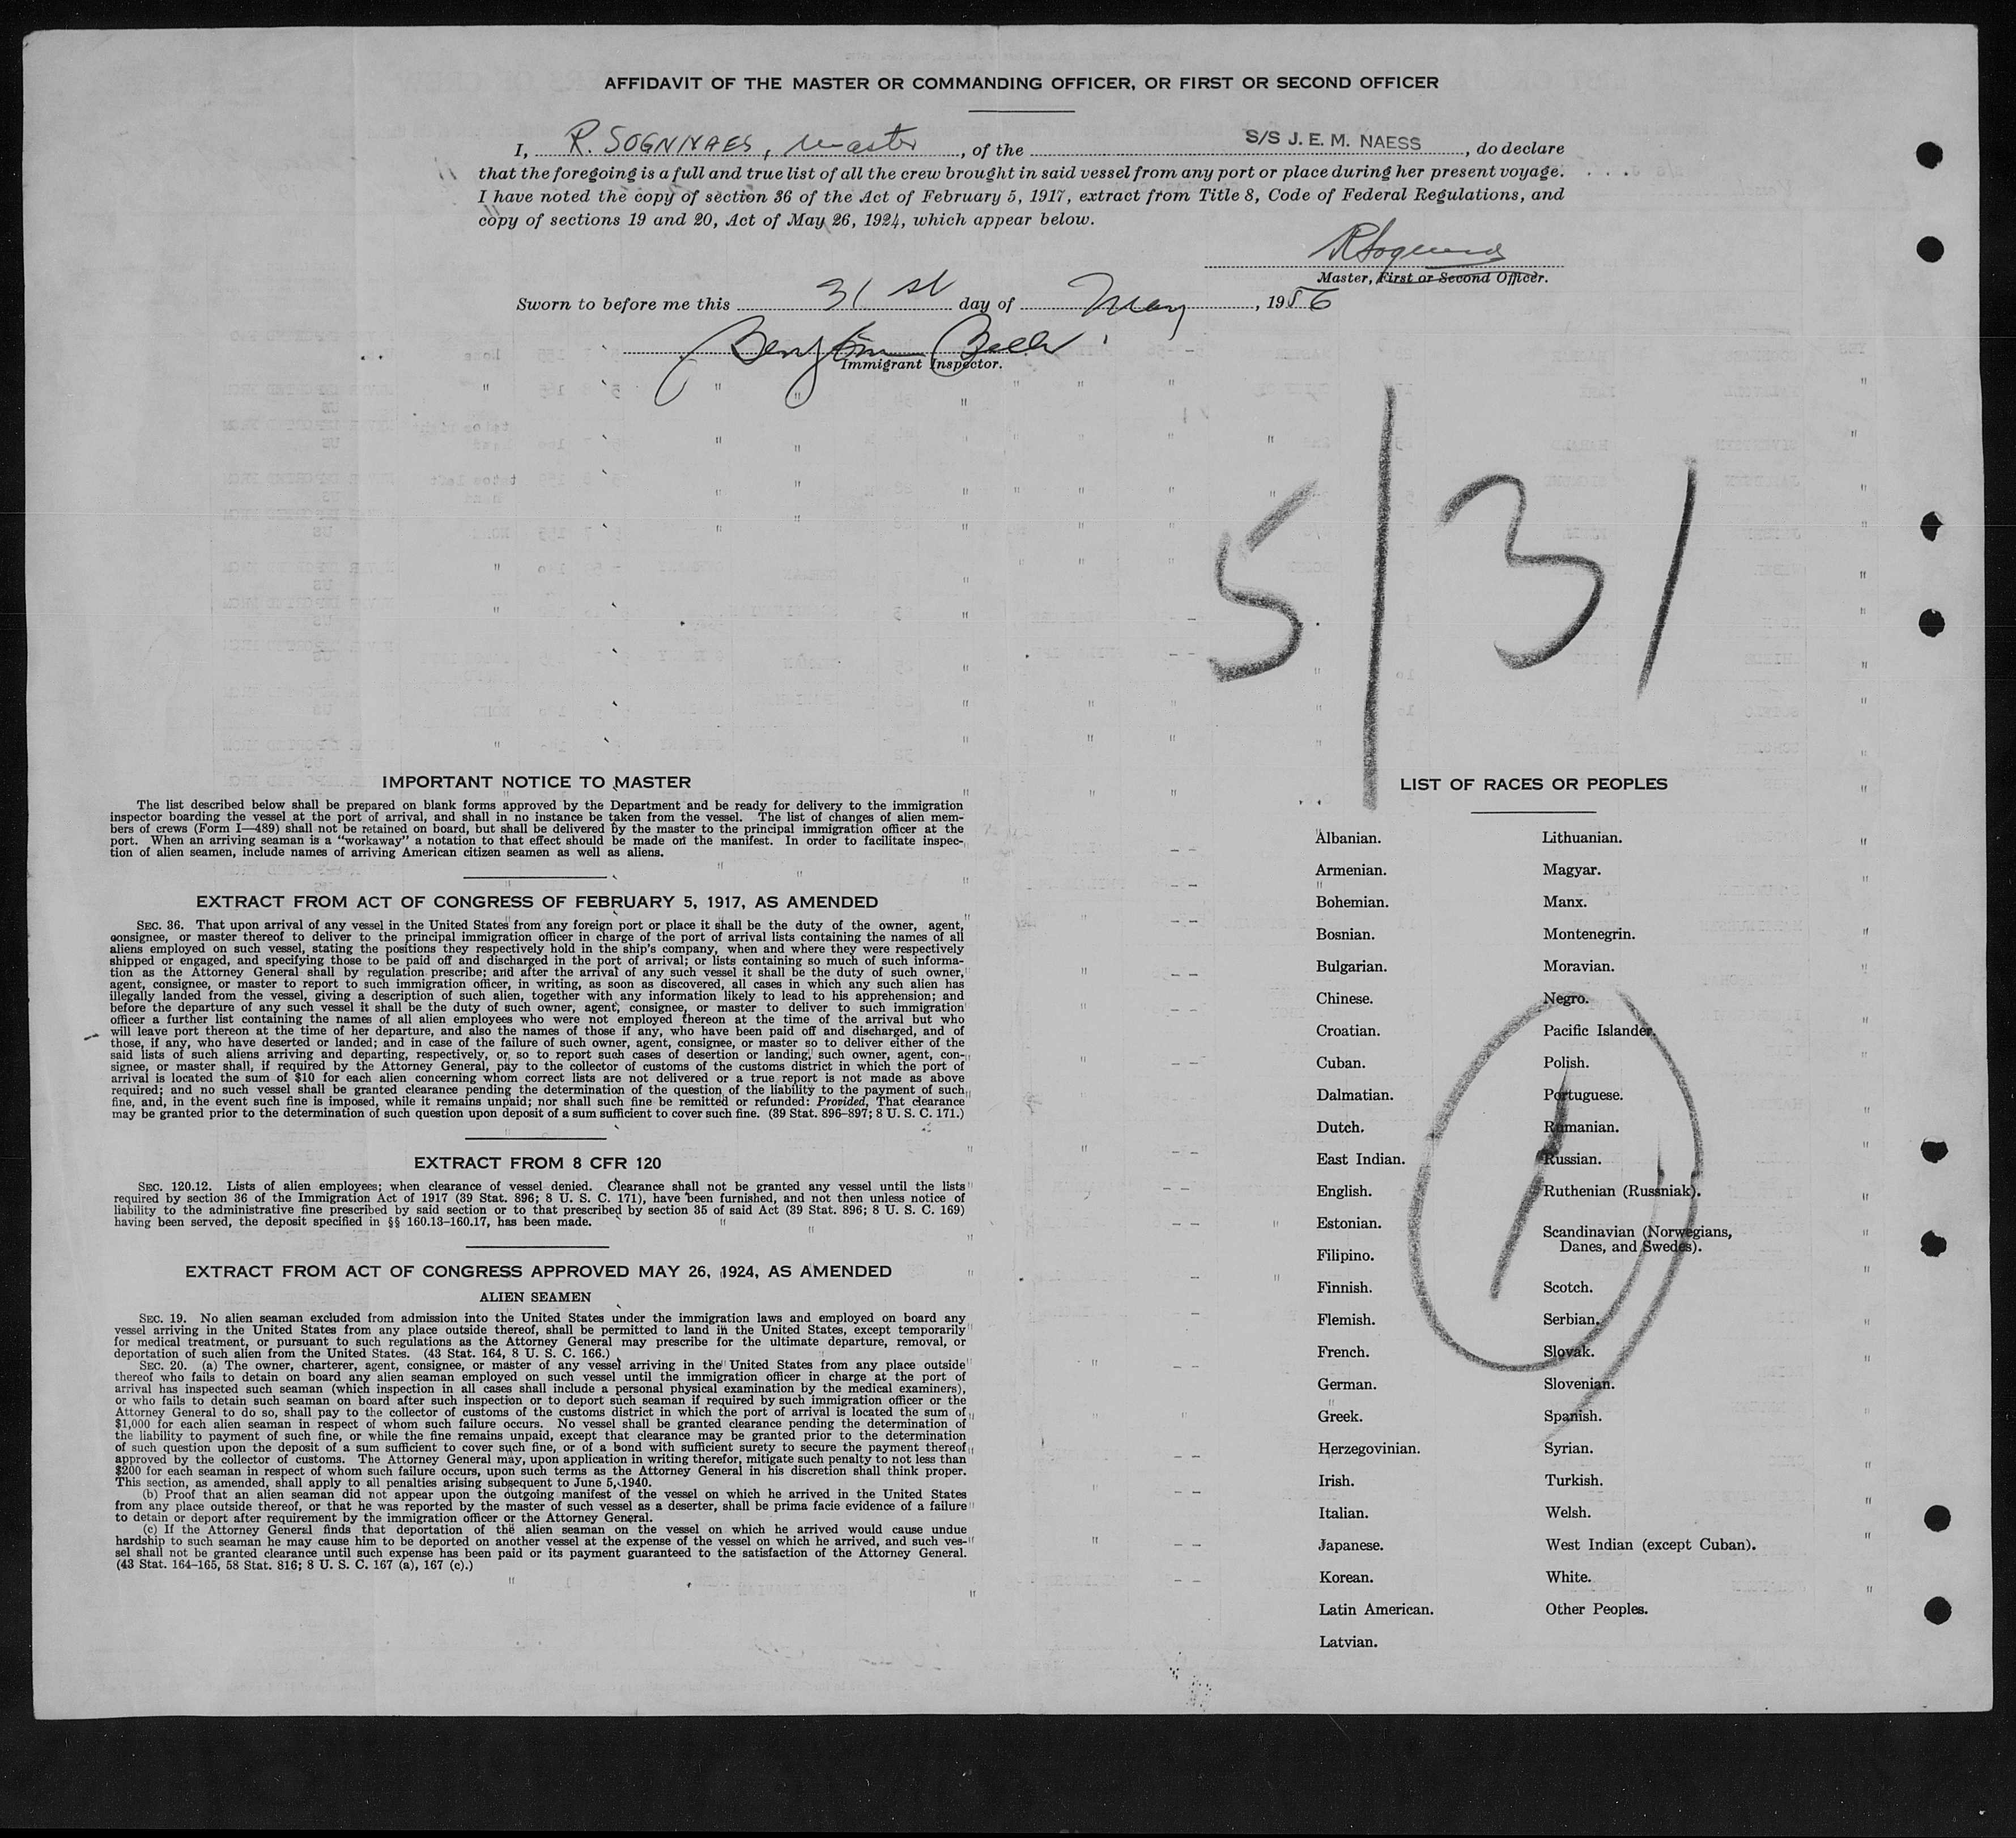 AFFIDAVIT OF THE MASTER OR COMMANDING OFFICER, OR FIRST OR SECOND OFFICER
I, R. SOGNNAES, Master, of the S/S J. E. M. NAESS, do declare
that the foregoing is a full and true list of all the crew brought in said vessel from any port or place during her present voyage.
I have noted the copy of section 36 of the Act of February 5, 1917, extract from Title 8, Code of Federal Regulations, and
copy of sections 19 and 20, Act of May 26, 1924, which appear below.
Master, First or Second Officer.
Sworn to before me this 31st day of May, 1956
Immigrant Inspector.
5/31
IMPORTANT NOTICE TO MASTER
The list described below shall be prepared on blank forms approved by the Department and be ready for delivery to the immigration
inspector boarding the vessel at the port of arrival, and shall in no instance be taken from the vessel. The list of changes of alien mem-
bers of crews (Form I—489) shall not be retained on board, but shall be delivered by the master to the principal immigration officer at the
port. When an arriving seaman is a "workaway" a notation to that effect should be made on the manifest. In order to facilitate inspec-
tion of alien seamen, include names of arriving American citizen seamen as well as aliens.
EXTRACT FROM ACT OF CONGRESS OF FEBRUARY 5, 1917, AS AMENDED
SEC. 36. That upon arrival of any vessel in the United States from any foreign port or place it shall be the duty of the owner, agent,
consignee, or master thereof to deliver to the principal immigration officer in charge of the port of arrival lists containing the names of all
aliens employed on such vessel, stating the positions they respectively hold in the ship's company, when and where they were respectively
shipped or engaged, and specifying those to be paid off and discharged in the port of arrival; or lists containing so much of such informa-
tion as the Attorney General shall by regulation prescribe; and after the arrival of any such vessel it shall be the duty of such owner,
agent, consignee, or master to report to such immigration officer, in writing, as soon as discovered, all cases in which any such alien has
illegally landed from the vessel, giving a description of such alien, together with any information likely to lead to his apprehension; and
before the departure of any such vessel it shall be the duty of such owner, agent, consignee, or master to deliver to such immigration
officer a further list containing the names of all alien employees who were not employed thereon at the time of the arrival but who
will leave port thereon at the time of her departure, and also the names of those if any, who have been paid off and discharged, and of
those, if any, who have deserted or landed; and in case of the failure of such owner, agent, consignee, or master so to deliver either of the
said lists of such aliens arriving and departing, respectively, or so to report such cases of desertion or landing, such owner, agent, con-
signee, or master shall, if required by the Attorney General, pay to the collector of customs of the customs district in which the port of
arrival is located the sum of $10 for each alien concerning whom correct lists are not delivered or a true report is not made as above
required; and no such vessel shall be granted clearance pending the determination of the question of the liability to the payment of such
fine, and, in the event such fine is imposed, while it remains unpaid; nor shall such fine be remitted or refunded: Provided, That clearance
may be granted prior to the determination of such question upon deposit of a sum sufficient to cover such fine. (39 Stat. 896–897; 8 U. S. C. 171.)
EXTRACT FROM 8 CFR 120
SEC. 120.12. Lists of alien employees; when clearance of vessel denied. Clearance shall not be granted any vessel until the lists
required by section 36 of the Immigration Act of 1917 (39 Stat. 896; 8 U. S. C. 171), have been furnished, and not then unless notice of
liability to the administrative fine prescribed by said section or to that prescribed by section 35 of said Act (39 Stat. 896; 8 U. S. C. 169)
having been served, the deposit specified in §§ 160.13–160.17, has been made.
EXTRACT FROM ACT OF CONGRESS APPROVED MAY 26, 1924, AS AMENDED
ALIEN SEAMEN
SEC. 19. No alien seaman excluded from admission into the United States under the immigration laws and employed on board any
vessel arriving in the United States from any place outside thereof, shall be permitted to land in the United States, except temporarily
for medical treatment, or pursuant to such regulations as the Attorney General may prescribe for the ultimate departure, removal, or
deportation of such alien from the United States. (43 Stat. 164, 8 U. S. C. 166.)
SEC. 20. (a) The owner, charterer, agent, consignee, or master of any vessel arriving in the United States from any place outside
thereof who fails to detain on board any alien seaman employed on such vessel until the immigration officer in charge at the port of
arrival has inspected such seaman (which inspection in all cases shall include a personal physical examination by the medical examiners),
or who fails to detain such seaman on board after such inspection or to deport such seaman if required by such immigration officer or the
Attorney General to do so, shall pay to the collector of customs of the customs district in which the port of arrival is located the sum of
$1,000 for each alien seaman in respect of whom such failure occurs. No vessel shall be granted clearance pending the determination of
the liability to payment of such fine, or while the fine remains unpaid, except that clearance may be granted prior to the determination
of such question upon the deposit of a sum sufficient to cover such fine, or of a bond with sufficient surety to secure the payment thereof
approved by the collector of customs. The Attorney General may, upon application in writing therefor, mitigate such penalty to not less than
$200 for each seaman in respect of whom such failure occurs, upon such terms as the Attorney General in his discretion shall think proper.
This section, as amended, shall apply to all penalties arising subsequent to June 5, 1940.
(b) Proof that an alien seaman did not appear upon the outgoing manifest of the vessel on which he arrived in the United States
from any place outside thereof, or that he was reported by the master of such vessel as a deserter, shall be prima facie evidence of a failure
to detain or deport after requirement by the immigration officer or the Attorney General.
(c) If the Attorney General finds that deportation of the alien seaman on the vessel on which he arrived would cause undue
hardship to such seaman he may cause him to be deported on another vessel at the expense of the vessel on which he arrived, and such ves-
sel shall not be granted clearance until such expense has been paid or its payment guaranteed to the satisfaction of the Attorney General.
(43 Stat. 164–165, 58 Stat. 816; 8 U. S. C. 167 (a), 167 (c).)
LIST OF RACES OR PEOPLES
Albanian.
Armenian.
Bohemian.
Bosnian.
Bulgarian.
Chinese.
Croatian.
Cuban.
Dalmatian.
Dutch.
East Indian.
English.
Estonian.
Filipino.
Finnish.
Flemish.
French.
German.
Greek.
Herzegovinian.
Irish.
Italian.
Japanese.
Korean.
Latin American.
Latvian.
Lithuanian.
Magyar.
Manx.
Montenegrin.
Moravian.
Negro.
Pacific Islander.
Polish.
Portuguese.
Rumanian.
Russian.
Ruthenian (Russniak).
Scandinavian (Norwegians,
Danes, and Swedes).
Scotch.
Serbian.
Slovak.
Slovenian.
Spanish.
Syrian.
Turkish.
Welsh.
West Indian (except Cuban).
White.
Other Peoples.
1